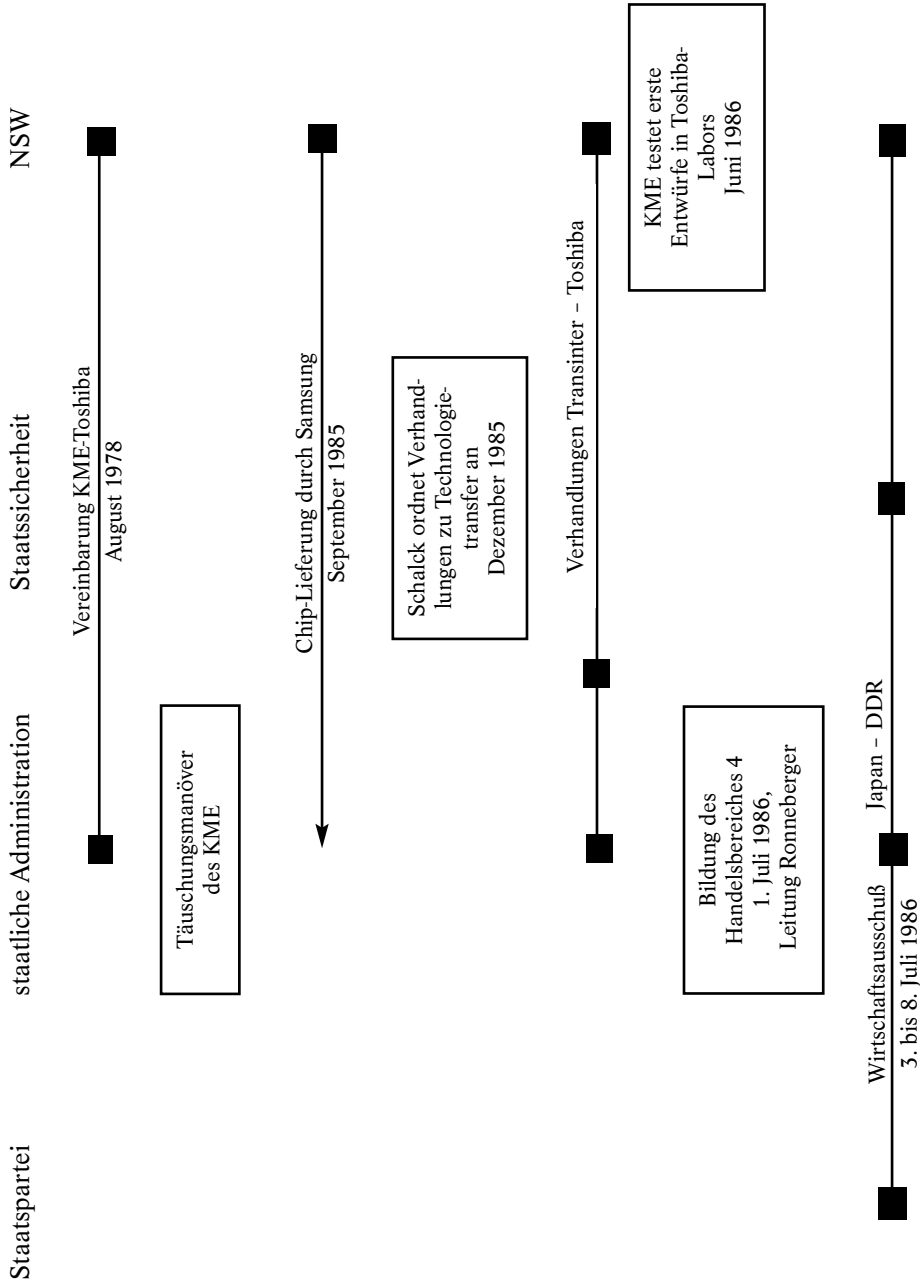 Staatspartei
staatliche Administration
Staatssicherheit
NSW
Vereinbarung KME-Toshiba
August 1978
Täuschungsmanöver
des KME
Chip-Lieferung durch Samsung
September 1985
Schalck ordnet Verhand-
lungen zu Technologie-
transfer an
Dezember 1985
Verhandlungen Transinter – Toshiba
KME testet erste
Entwürfe in Toshiba-
Labors
Juni 1986
Bildung des
Handelsbereiches 4
1. Juli 1986,
Leitung Ronneberger
Wirtschaftsausschuß
Japan – DDR
3. bis 8. Juli 1986